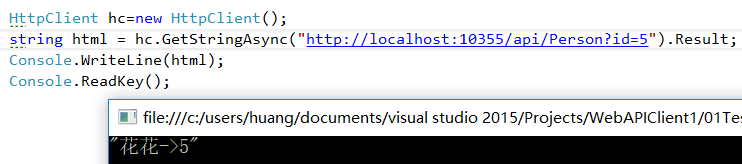 HttpClient hc=new HttpClient();
string html = hc.GetStringAsync("http://localhost:10355/api/Person?id=5").Result;
Console.WriteLine(html);
Console.ReadKey();
file:///c:/users/huang/documents/visual studio 2015/Projects/WebAPIClient1/01Tes
"花花->5"